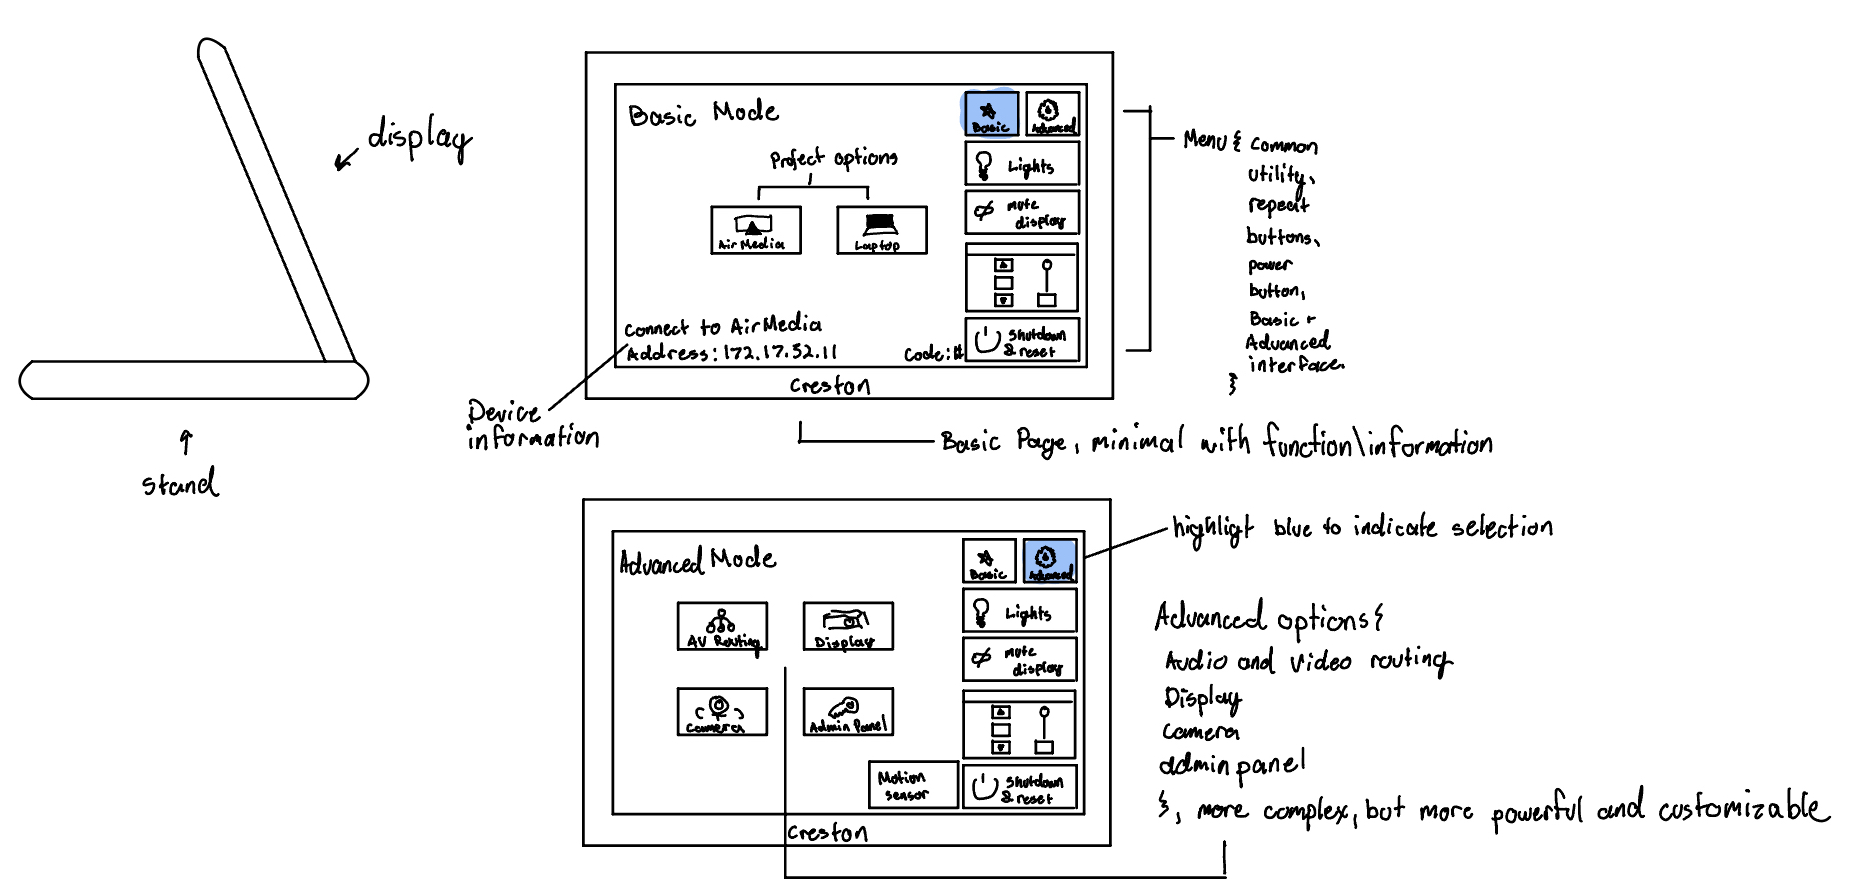 display
stand
Basic Mode
Project options
Air Media
Laptop
Connect to AirMedia
Address: 172.17.32.11
Code:#
Basic
Advanced
Lights
mute
display
shutdown
& reset
Creston
Menu { common
utility,
repeat
buttons,
power
button,
Basic +
Advanced
interface.
}
Device
information
Basic Page, minimal with function\information
Advanced Mode
AV Routing
Display
Camera
Admin Panel
Motion
sensor
Basic
Advanced
Lights
mute
display
shutdown
& reset
Creston
highligt blue to indicate selection
Advanced options {
Audio and Video routing
Display
Camera
admin panel
}, more complex, but more powerful and customizable